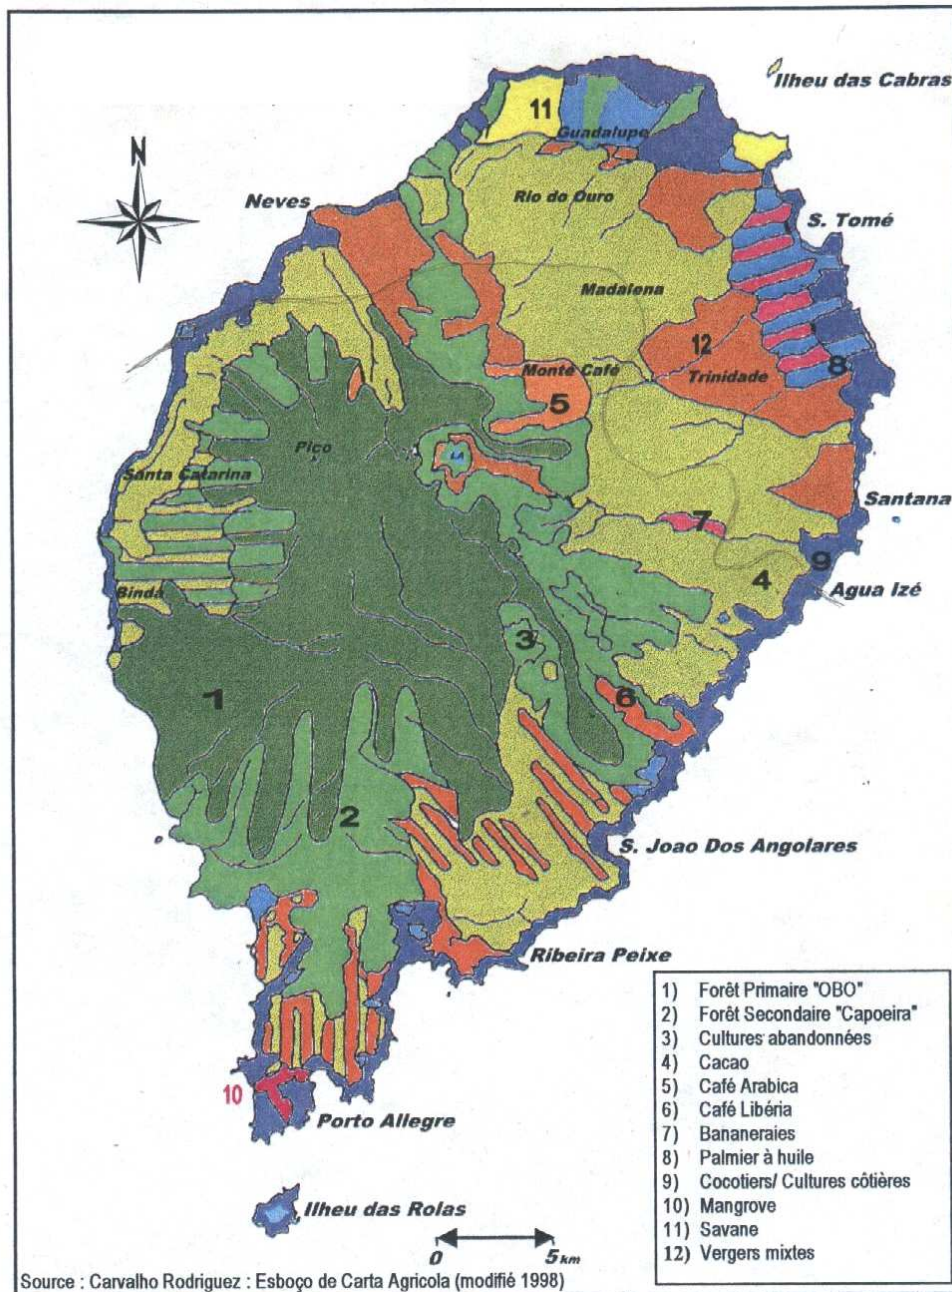 Ilheu das Cabras
11
Guadalupe
N
Neves
Rio do Ouro
S. Tomé
Madalena
12
8
Monte Café
Trinidade
5
Pico
LA
Santa Catarina
Santana
7
9
4
Binda
Agua Izé
3
1
6
2
S. Joao Dos Angolares
Ribeira Peixe
10
Porto Allegre
Ilheu das Rolas
0 5 km
1) Forêt Primaire "OBO"
2) Forêt Secondaire "Capoeira"
3) Cultures abandonnées
4) Cacao
5) Café Arabica
6) Café Libéria
7) Bananeraies
8) Palmier à huile
9) Cocotiers/ Cultures côtières
10) Mangrove
11) Savane
12) Vergers mixtes
Source : Carvalho Rodriguez : Esboço de Carta Agricola (modifié 1998)